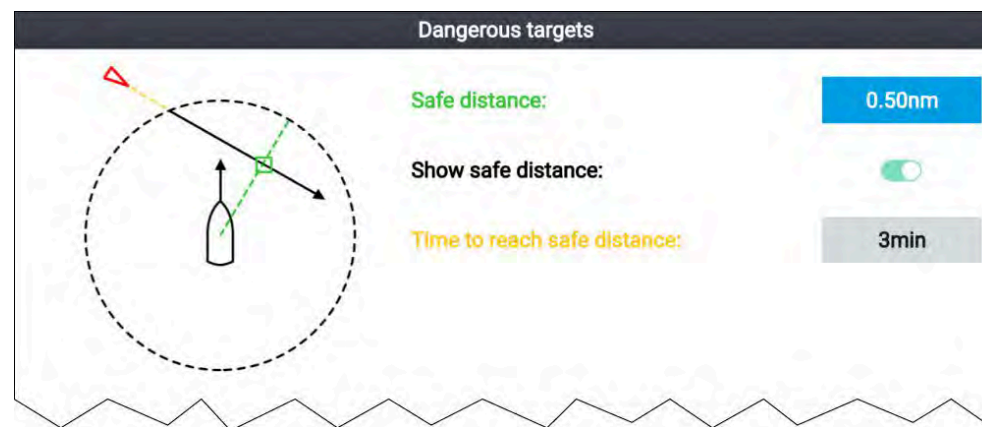 Dangerous targets
Safe distance: 0.50nm
Show safe distance:
Time to reach safe distance: 3min